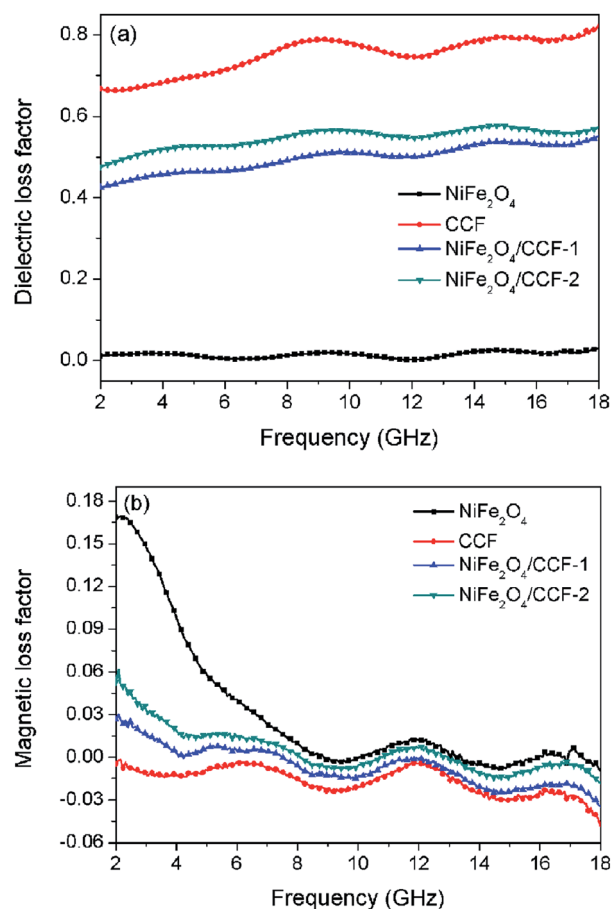 (a)
Dielectric loss factor
0.8
0.6
0.4
0.2
0.0
NiFe₂O₄
CCF
NiFe₂O₄/CCF-1
NiFe₂O₄/CCF-2
2 4 6 8 10 12 14 16 18
Frequency (GHz)
(b)
Magnetic loss factor
0.18
0.15
0.12
0.09
0.06
0.03
0.00
-0.03
-0.06
NiFe₂O₄
CCF
NiFe₂O₄/CCF-1
NiFe₂O₄/CCF-2
2 4 6 8 10 12 14 16 18
Frequency (GHz)